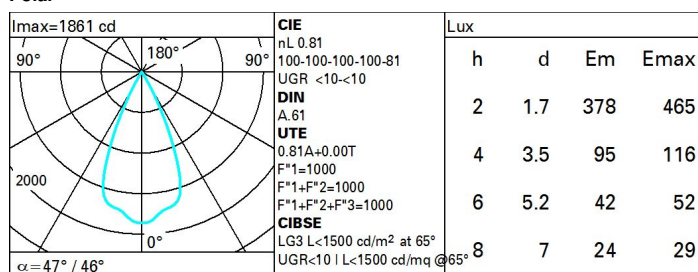 Imax=1861 cd
90°
180°
90°
2000
0°
α=47° / 46°
CIE
nL 0.81
100-100-100-100-81
UGR <10-<10
DIN
A.61
UTE
0.81A+0.00T
F"1=1000
F"1+F"2=1000
F"1+F"2+F"3=1000
CIBSE
LG3 L<1500 cd/m² at 65°
UGR<10 | L<1500 cd/mq @65°
Lux
h d Em Emax
2 1.7 378 465
4 3.5 95 116
6 5.2 42 52
8 7 24 29